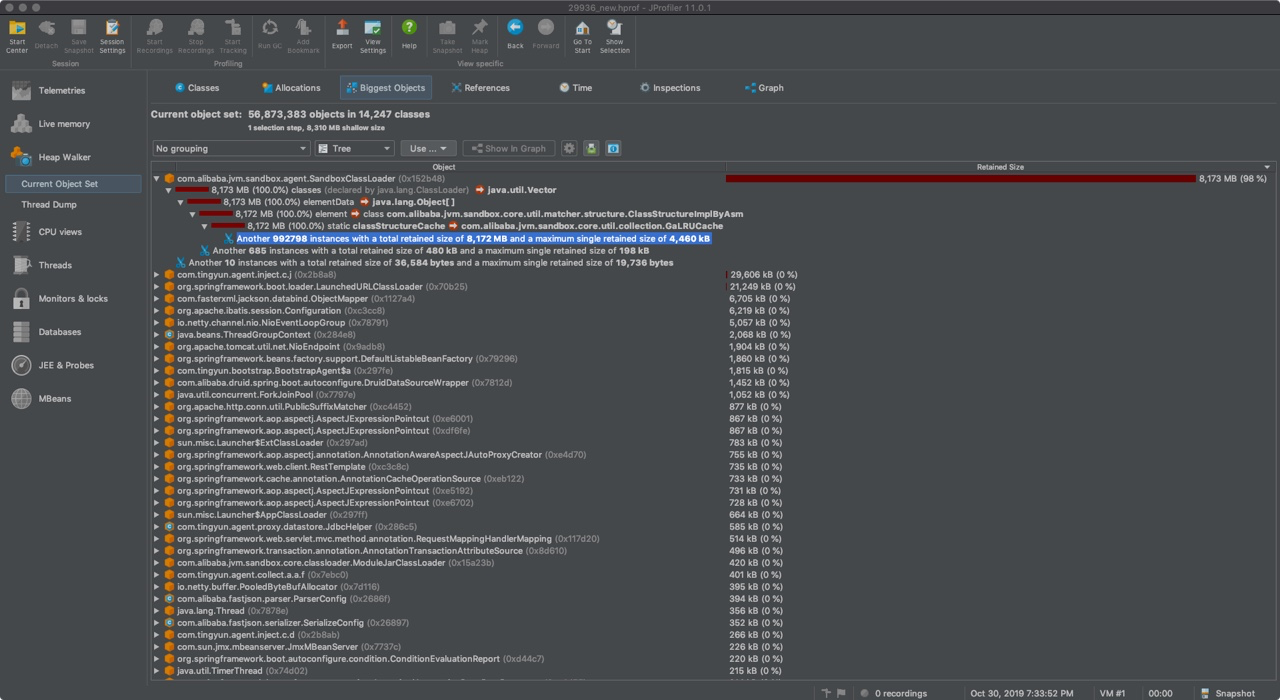 29936_new.hprof - JProfiler 11.0.1
Start Center
Detach
Save Snapshot
Session Settings
Start Recordings
Stop Recordings
Start Tracking
Run GC
Add Bookmark
Export
View Settings
Help
Take Snapshot
Mark Heap
Back
Forward
Go To Start
Show Selection
Session
Profiling
View specific
Telemetries
Live memory
Heap Walker
Current Object Set
Thread Dump
CPU views
Threads
Monitors & locks
Databases
JEE & Probes
MBeans
Classes
Allocations
Biggest Objects
References
Time
Inspections
Graph
Current object set: 56,873,383 objects in 14,247 classes
1 selection step, 8,310 MB shallow size
No grouping
Tree
Use ...
Show In Graph
Object
Retained Size
com.alibaba.jvm.sandbox.agent.SandboxClassLoader (0x152b48) 8,173 MB (98 %)
8,173 MB (100.0%) classes (declared by java.lang.ClassLoader) java.util.Vector
8,173 MB (100.0%) elementData java.lang.Object[ ]
8,172 MB (100.0%) element class com.alibaba.jvm.sandbox.core.util.matcher.structure.ClassStructureImplByAsm
8,172 MB (100.0%) static classStructureCache com.alibaba.jvm.sandbox.core.util.collection.GaLRUCache
Another 992798 instances with a total retained size of 8,172 MB and a maximum single retained size of 4,460 kB
Another 685 instances with a total retained size of 480 kB and a maximum single retained size of 198 kB
Another 10 instances with a total retained size of 36,584 bytes and a maximum single retained size of 19,736 bytes
com.tingyun.agent.inject.c.j (0x2b8a8) 29,606 kB (0 %)
org.springframework.boot.loader.LaunchedURLClassLoader (0x70b25) 21,249 kB (0 %)
com.fasterxml.jackson.databind.ObjectMapper (0x1127a4) 6,705 kB (0 %)
org.apache.ibatis.session.Configuration (0xc3cc8) 6,219 kB (0 %)
io.netty.channel.nio.NioEventLoopGroup (0x78791) 5,057 kB (0 %)
java.beans.ThreadGroupContext (0x284e8) 2,068 kB (0 %)
org.apache.tomcat.util.net.NioEndpoint (0x9adb8) 1,904 kB (0 %)
org.springframework.beans.factory.support.DefaultListableBeanFactory (0x79296) 1,860 kB (0 %)
com.tingyun.bootstrap.BootstrapAgent$a (0x297fe) 1,815 kB (0 %)
com.alibaba.druid.spring.boot.autoconfigure.DruidDataSourceWrapper (0x7812d) 1,452 kB (0 %)
java.util.concurrent.ForkJoinPool (0x7797e) 1,052 kB (0 %)
org.apache.http.conn.util.PublicSuffixMatcher (0xc4452) 877 kB (0 %)
org.springframework.aop.aspectj.AspectJExpressionPointcut (0xe6001) 867 kB (0 %)
org.springframework.aop.aspectj.AspectJExpressionPointcut (0xdf6fe) 867 kB (0 %)
sun.misc.Launcher$ExtClassLoader (0x297ad) 783 kB (0 %)
org.springframework.aop.aspectj.annotation.AnnotationAwareAspectJAutoProxyCreator (0xe4d70) 755 kB (0 %)
org.springframework.web.client.RestTemplate (0xc3c8c) 735 kB (0 %)
org.springframework.cache.annotation.AnnotationCacheOperationSource (0xeb122) 733 kB (0 %)
org.springframework.aop.aspectj.AspectJExpressionPointcut (0xe5192) 731 kB (0 %)
org.springframework.aop.aspectj.AspectJExpressionPointcut (0xe6702) 728 kB (0 %)
sun.misc.Launcher$AppClassLoader (0x297ff) 664 kB (0 %)
com.tingyun.agent.proxy.datastore.JdbcHelper (0x286c5) 585 kB (0 %)
org.springframework.web.servlet.mvc.method.annotation.RequestMappingHandlerMapping (0x117d20) 514 kB (0 %)
org.springframework.transaction.annotation.AnnotationTransactionAttributeSource (0x8d610) 496 kB (0 %)
com.alibaba.jvm.sandbox.core.classloader.ModuleJarClassLoader (0x15a23b) 420 kB (0 %)
com.tingyun.agent.collect.a.a.f (0x7ebc0) 401 kB (0 %)
io.netty.buffer.PooledByteBufAllocator (0x7d116) 395 kB (0 %)
com.alibaba.fastjson.parser.ParserConfig (0x2686f) 394 kB (0 %)
java.lang.Thread (0x7878e) 356 kB (0 %)
com.alibaba.fastjson.serializer.SerializeConfig (0x26897) 352 kB (0 %)
com.tingyun.agent.inject.c.d (0x2b8ab) 266 kB (0 %)
com.sun.jmx.mbeanserver.JmxMBeanServer (0x7737c) 226 kB (0 %)
org.springframework.boot.autoconfigure.condition.ConditionEvaluationReport (0xd44c7) 220 kB (0 %)
java.util.TimerThread (0x74d02) 215 kB (0 %)
0 recordings
Oct 30, 2019 7:33:52 PM
VM #1
00:00
Snapshot